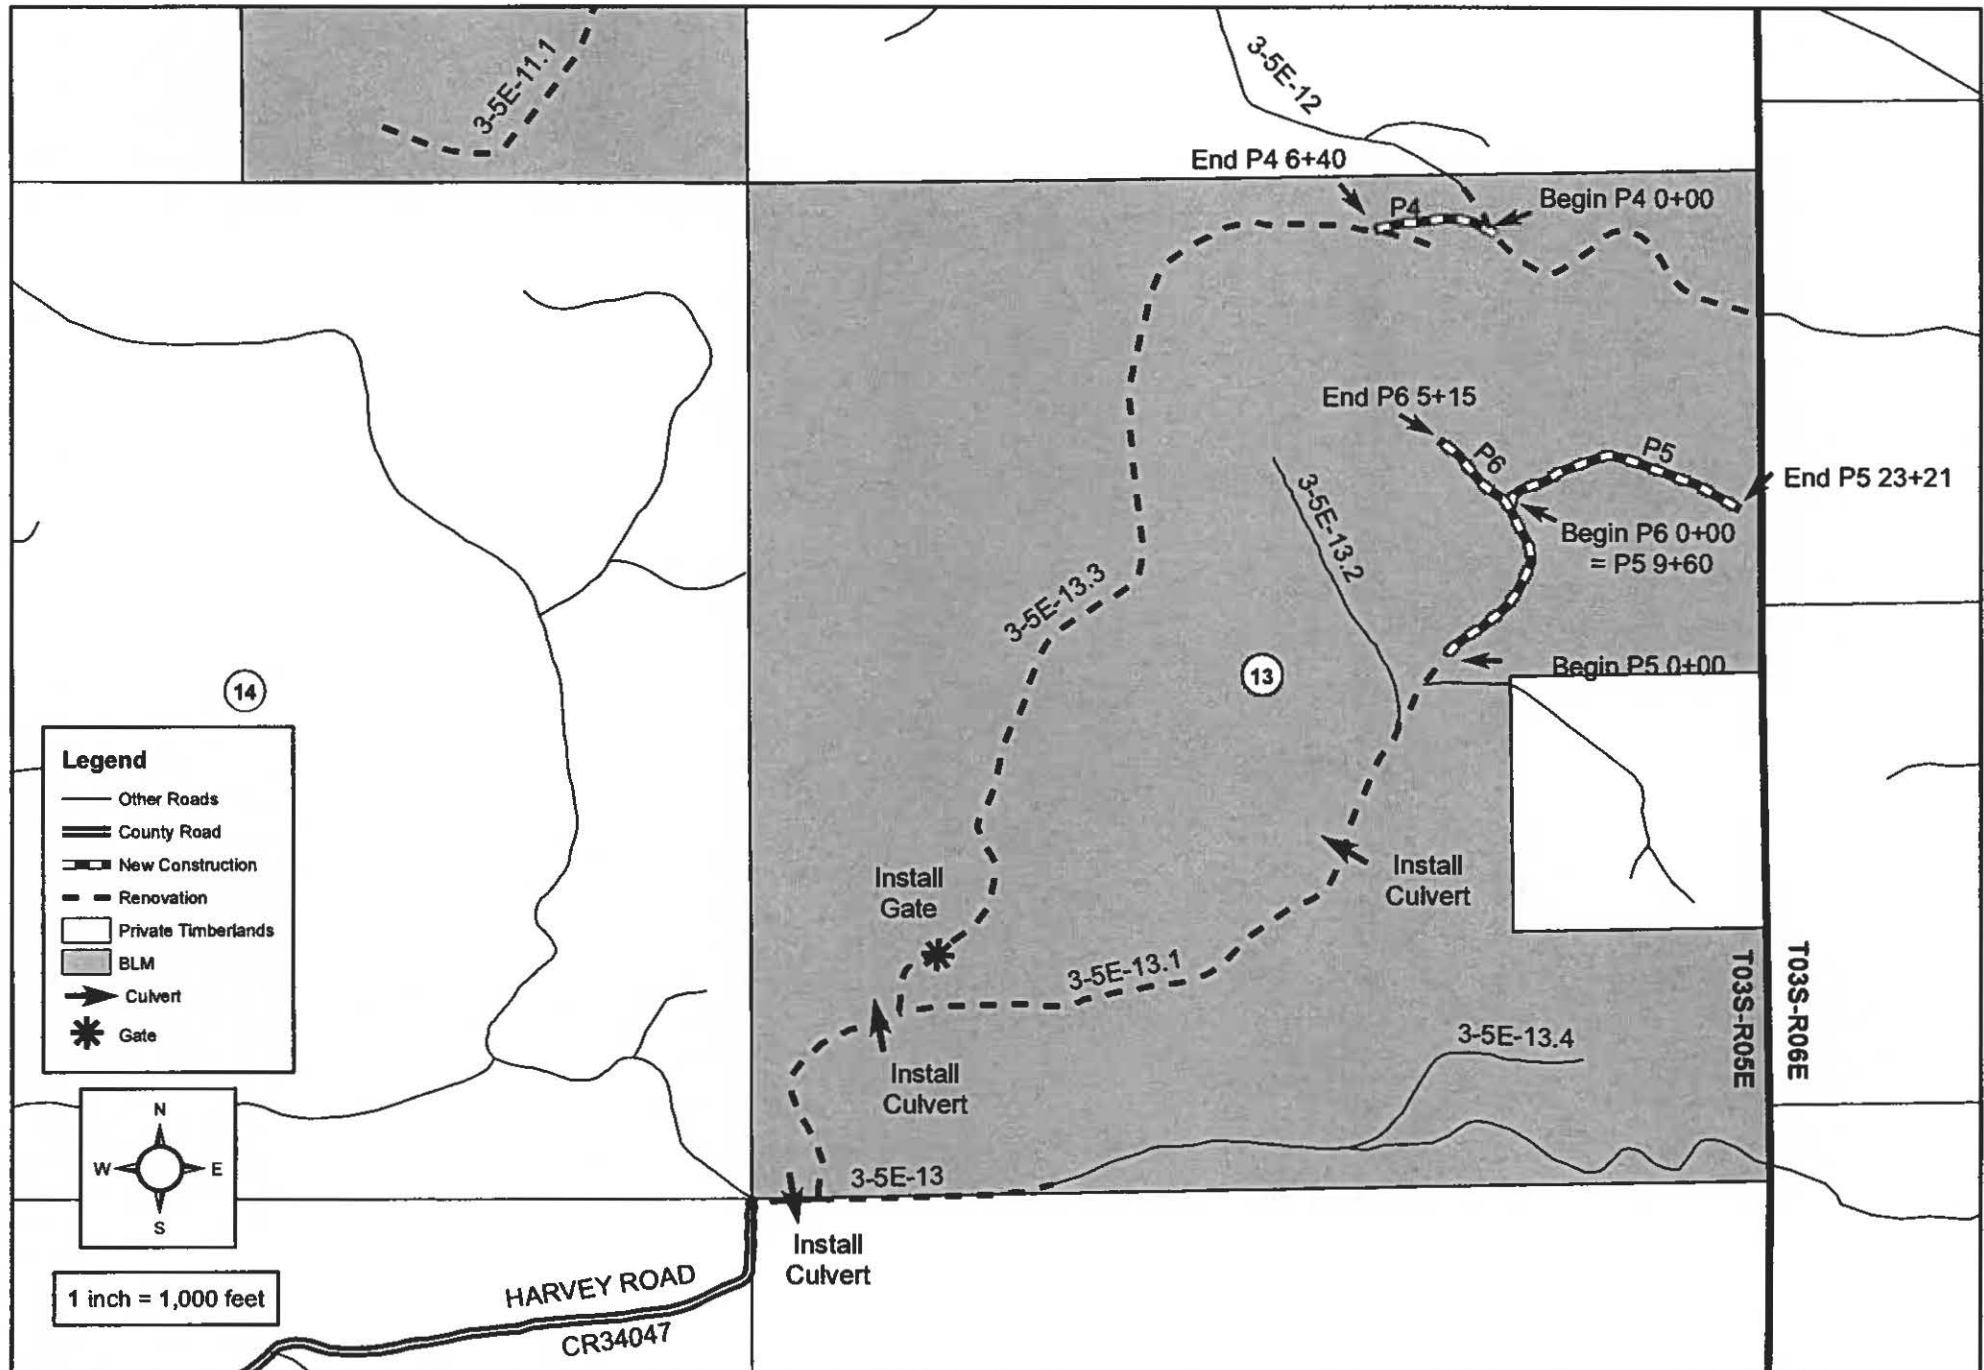 3-5E-11.1
3-5E-12
End P4 6+40
P4
Begin P4 0+00
End P6 5+15
P6
P5
End P5 23+21
3-5E-13.2
Begin P6 0+00
= P5 9+60
3-5E-13.3
13
Begin P5 0+00
14
Legend
Other Roads
County Road
New Construction
Renovation
Private Timberlands
BLM
Culvert
Gate
Install
Gate
Install
Culvert
3-5E-13.1
T03S-R05E
T03S-R06E
3-5E-13.4
Install
Culvert
N
W
E
S
3-5E-13
Install
Culvert
1 inch = 1,000 feet
HARVEY ROAD
CR34047